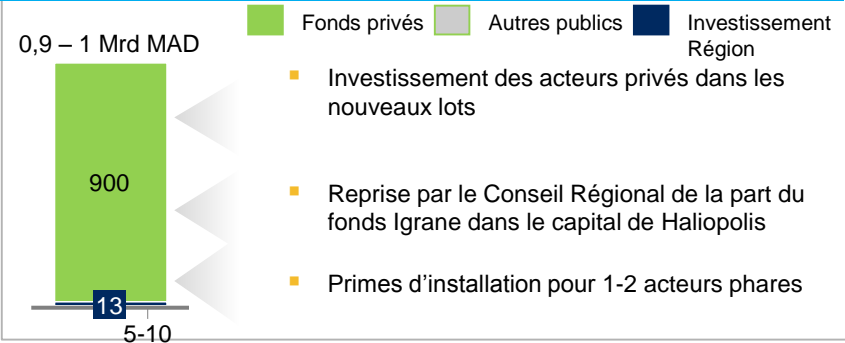 Fonds privés
Autres publics
Investissement
Région
0,9 – 1 Mrd MAD
900
13
5-10
▪ Investissement des acteurs privés dans les
nouveaux lots
▪ Reprise par le Conseil Régional de la part du
fonds Igrane dans le capital de Haliopolis
▪ Primes d’installation pour 1-2 acteurs phares